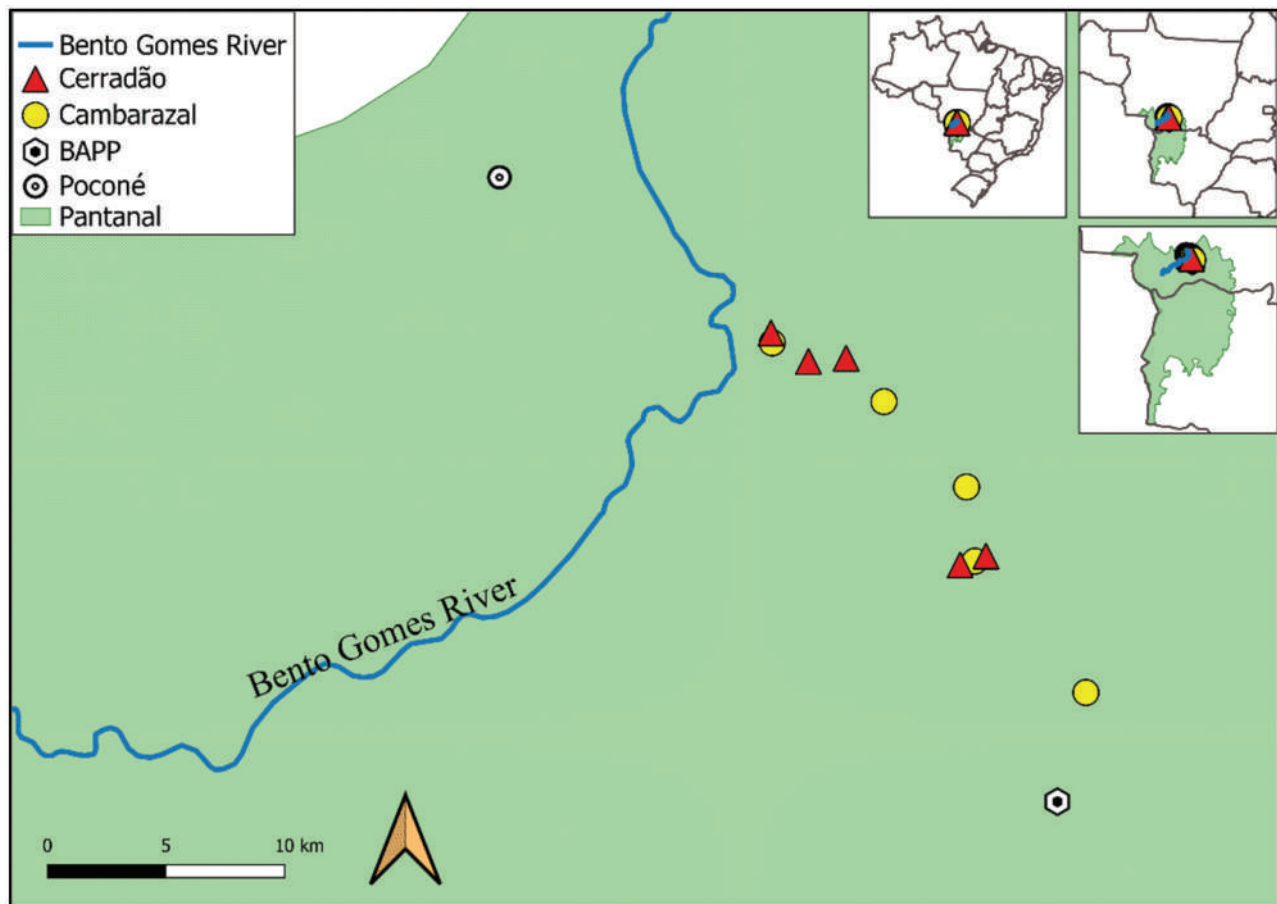 Bento Gomes River
Cerradão
Cambarazal
BAPP
Poconé
Pantanal
Bento Gomes River
0 5 10 km